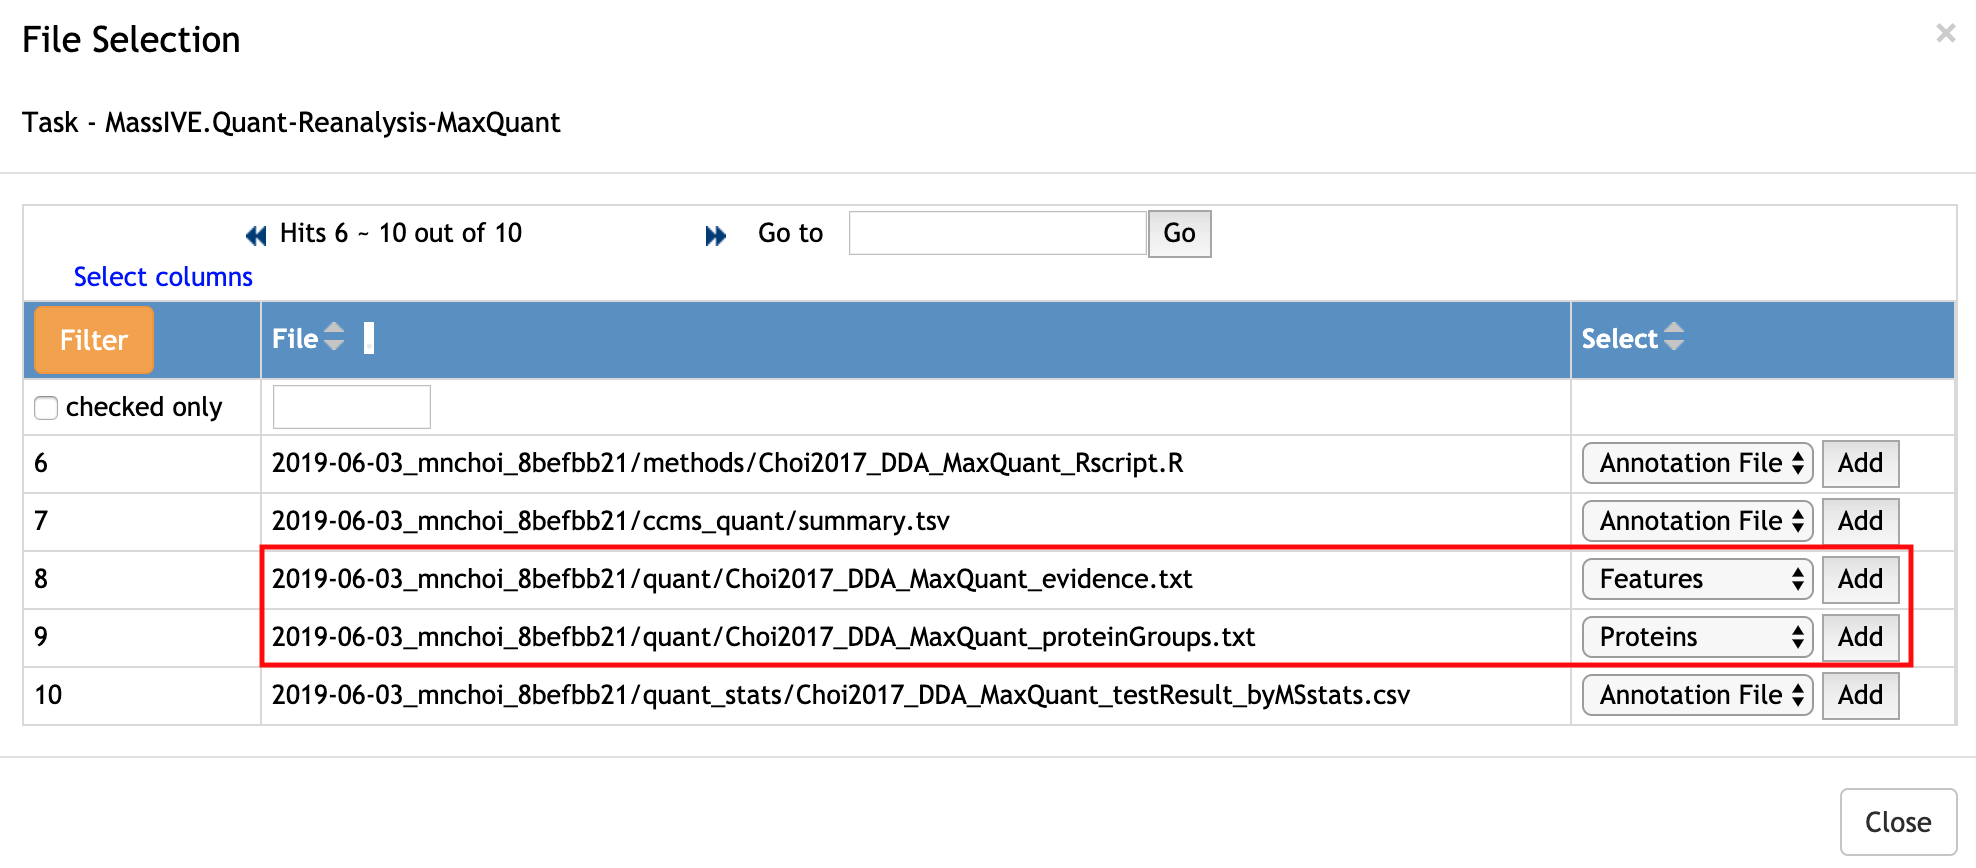 File Selection
×
Task - MassIVE.Quant-Reanalysis-MaxQuant
Hits 6 ~ 10 out of 10 Go to Go
Select columns
Filter File Select
checked only
6 2019-06-03_mnchoi_8befbb21/methods/Choi2017_DDA_MaxQuant_Rscript.R Annotation File Add
7 2019-06-03_mnchoi_8befbb21/ccms_quant/summary.tsv Annotation File Add
8 2019-06-03_mnchoi_8befbb21/quant/Choi2017_DDA_MaxQuant_evidence.txt Features Add
9 2019-06-03_mnchoi_8befbb21/quant/Choi2017_DDA_MaxQuant_proteinGroups.txt Proteins Add
10 2019-06-03_mnchoi_8befbb21/quant_stats/Choi2017_DDA_MaxQuant_testResult_byMSstats.csv Annotation File Add
Close